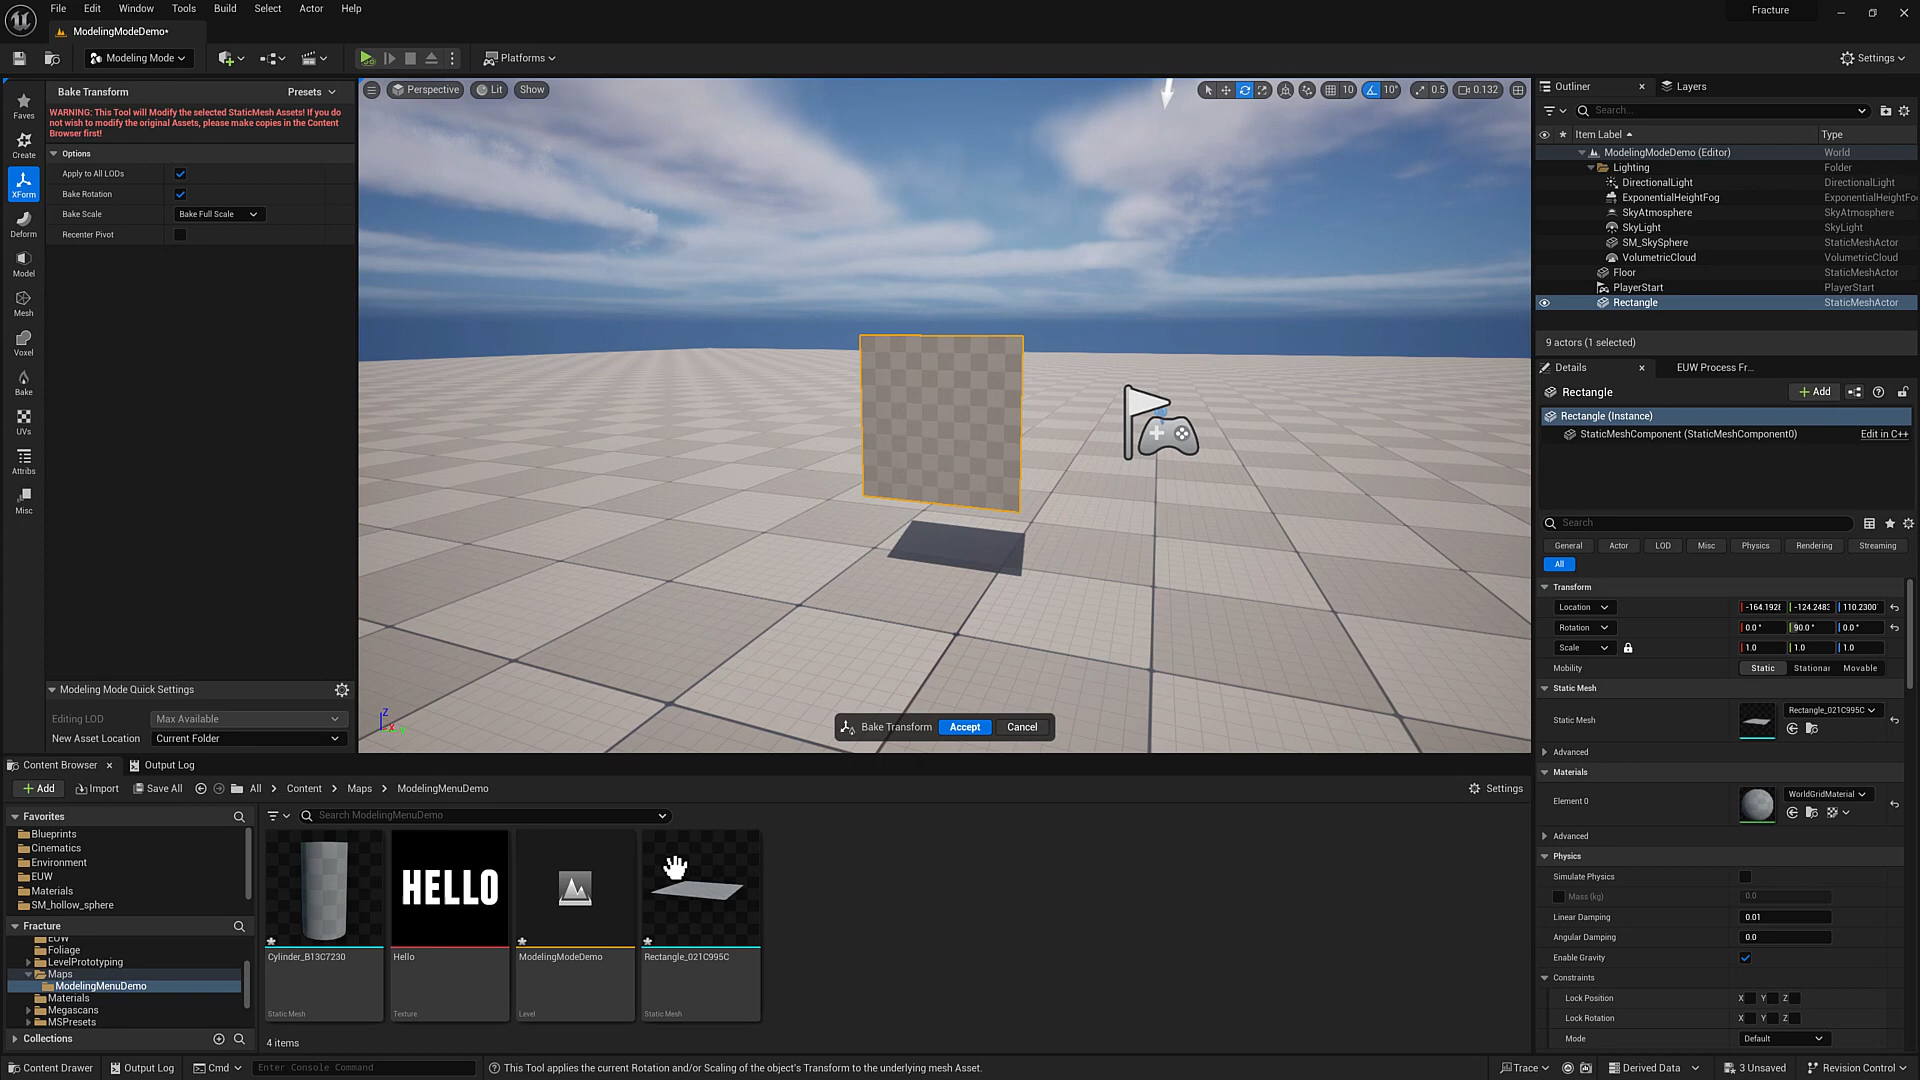 File Edit Window Tools Build Select Actor Help
Fracture
ModelingModeDemo*
Modeling Mode
Platforms
Settings
Bake Transform
Presets
WARNING: This Tool will Modify the selected StaticMesh Assets! If you
do not wish to modify the original Assets, please make copies in the Content
Browser first!
Options
Apply to All LODs
Bake Rotation
Bake Scale
Bake Full Scale
Recenter Pivot
Faves
Create
XForm
Deform
Model
Mesh
Voxel
Bake
UVs
Attribs
Misc
Modeling Mode Quick Settings
Editing LOD
Max Available
New Asset Location
Current Folder
Perspective
Lit
Show
10
10°
0.5
0.132
Z
X
Y
Bake Transform
Accept
Cancel
Outliner
Layers
Search...
Item Label
Type
ModelingModeDemo (Editor) World
Lighting Folder
DirectionalLight DirectionalLight
ExponentialHeightFog ExponentialHeightFo
SkyAtmosphere SkyAtmosphere
SkyLight SkyLight
SM_SkySphere StaticMeshActor
VolumetricCloud VolumetricCloud
Floor StaticMeshActor
PlayerStart PlayerStart
Rectangle StaticMeshActor
9 actors (1 selected)
Details
EUW Process Fr...
Rectangle
Add
Rectangle (Instance)
StaticMeshComponent (StaticMeshComponent0)
Edit in C++
Search
General Actor LOD Misc Physics Rendering Streaming
All
Transform
Location -164.1928 -124.2483 110.2300
Rotation 0.0° 90.0° 0.0°
Scale 1.0 1.0 1.0
Mobility Static Stationar Movable
Static Mesh
Static Mesh
Rectangle_021C995C
Advanced
Materials
Element 0
WorldGridMaterial
Advanced
Physics
Simulate Physics
Mass (kg) 0.0
Linear Damping 0.01
Angular Damping 0.0
Enable Gravity
Constraints
Lock Position X Y Z
Lock Rotation X Y Z
Mode Default
Content Browser
Output Log
Add
Import
Save All
All
Content
Maps
ModelingMenuDemo
Settings
Favorites
Blueprints
Cinematics
Environment
EUW
Materials
SM_hollow_sphere
Fracture
EUW
Foliage
LevelPrototyping
Maps
ModelingMenuDemo
Materials
Megascans
MSPresets
Collections
Search ModelingMenuDemo
HELLO
Cylinder_B13C7230
Static Mesh
Hello
Texture
ModelingModeDemo
Level
Rectangle_021C995C
Static Mesh
4 items
Content Drawer
Output Log
Cmd
Enter Console Command
This Tool applies the current Rotation and/or Scaling of the object's Transform to the underlying mesh Asset.
Trace
Derived Data
3 Unsaved
Revision Control